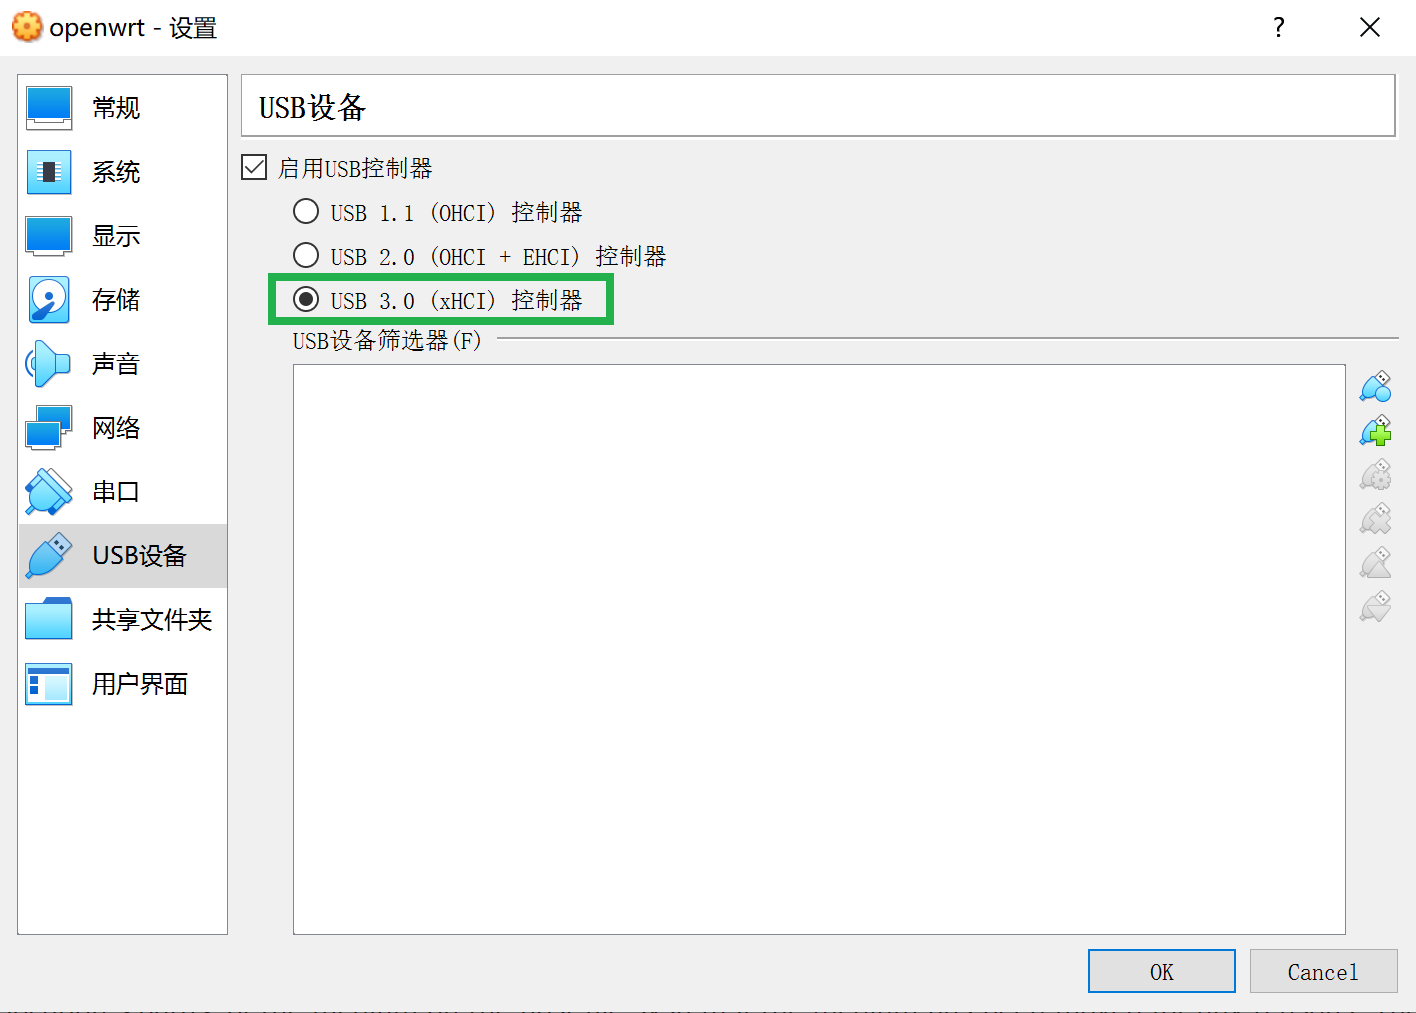 openwrt - 设置
?
常规
系统
显示
存储
声音
网络
串口
USB设备
共享文件夹
用户界面
USB设备
启用USB控制器
USB 1.1 (OHCI) 控制器
USB 2.0 (OHCI + EHCI) 控制器
USB 3.0 (xHCI) 控制器
USB设备筛选器(F)
OK
Cancel